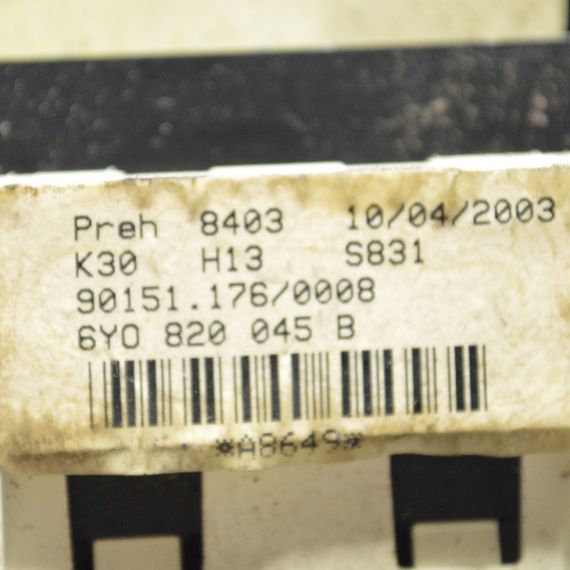 Preh 8403 10/04/2003
K30 H13 S831
90151.176/0008
6Y0 820 045 B
*A8649*